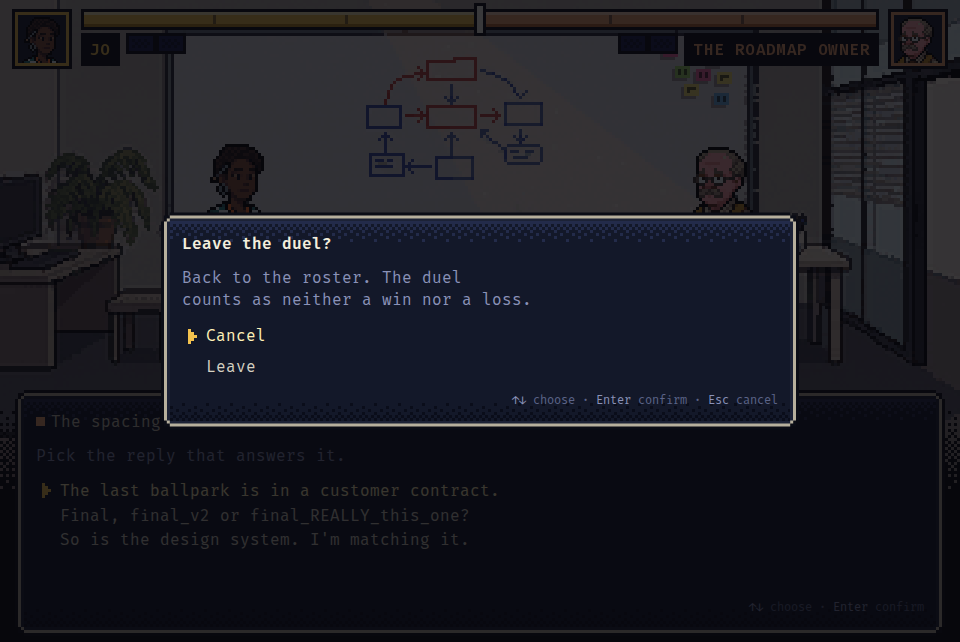 JO
THE ROADMAP OWNER
Leave the duel?
Back to the roster. The duel
counts as neither a win nor a loss.
Cancel
Leave
↑↓ choose · Enter confirm · Esc cancel
The spacing
Pick the reply that answers it.
The last ballpark is in a customer contract.
Final, final_v2 or final_REALLY_this_one?
So is the design system. I'm matching it.
↑↓ choose · Enter confirm